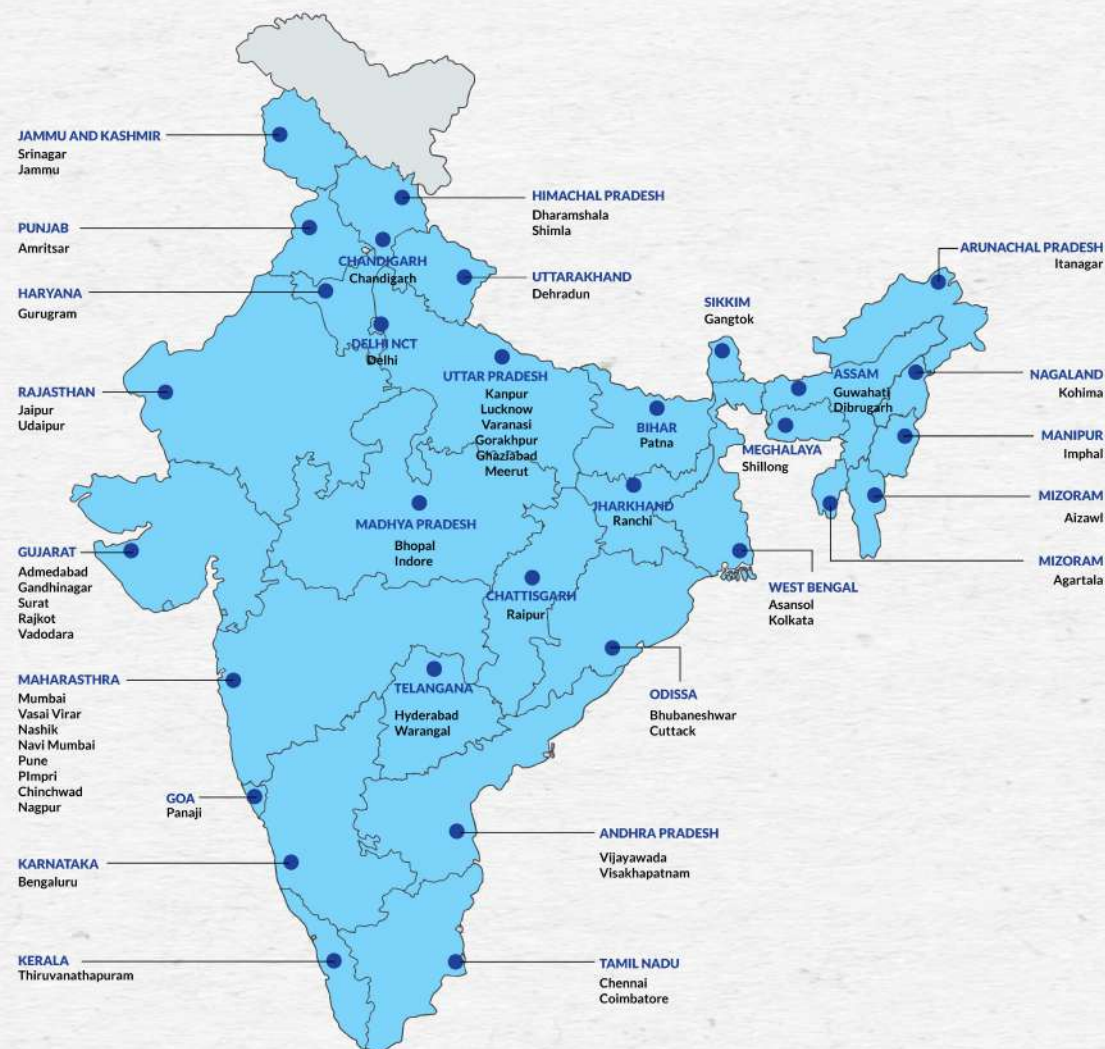 JAMMU AND KASHMIR
Srinagar
Jammu
PUNJAB
Amritsar
HARYANA
Gurugram
RAJASTHAN
Jaipur
Udaipur
GUJARAT
Admedabad
Gandhinagar
Surat
Rajkot
Vadodara
MAHARASTHRA
Mumbai
Vasai Virar
Nashik
Navi Mumbai
Pune
PImpri
Chinchwad
Nagpur
GOA
Panaji
KARNATAKA
Bengaluru
KERALA
Thiruvanathapuram
HIMACHAL PRADESH
Dharamshala
Shimla
CHANDIGARH
Chandigarh
UTTARAKHAND
Dehradun
DELHI NCT
Delhi
UTTAR PRADESH
Kanpur
Lucknow
Varanasi
Gorakhpur
Ghaziabad
Meerut
BIHAR
Patna
JHARKHAND
Ranchi
MADHYA PRADESH
Bhopal
Indore
CHATTISGARH
Raipur
TELANGANA
Hyderabad
Warangal
WEST BENGAL
Asansol
Kolkata
ODISSA
Bhubaneshwar
Cuttack
ANDHRA PRADESH
Vijayawada
Visakhapatnam
TAMIL NADU
Chennai
Coimbatore
SIKKIM
Gangtok
ASSAM
Guwahati
Dibrugarh
MEGHALAYA
Shillong
ARUNACHAL PRADESH
Itanagar
NAGALAND
Kohima
MANIPUR
Imphal
MIZORAM
Aizawl
MIZORAM
Agartala